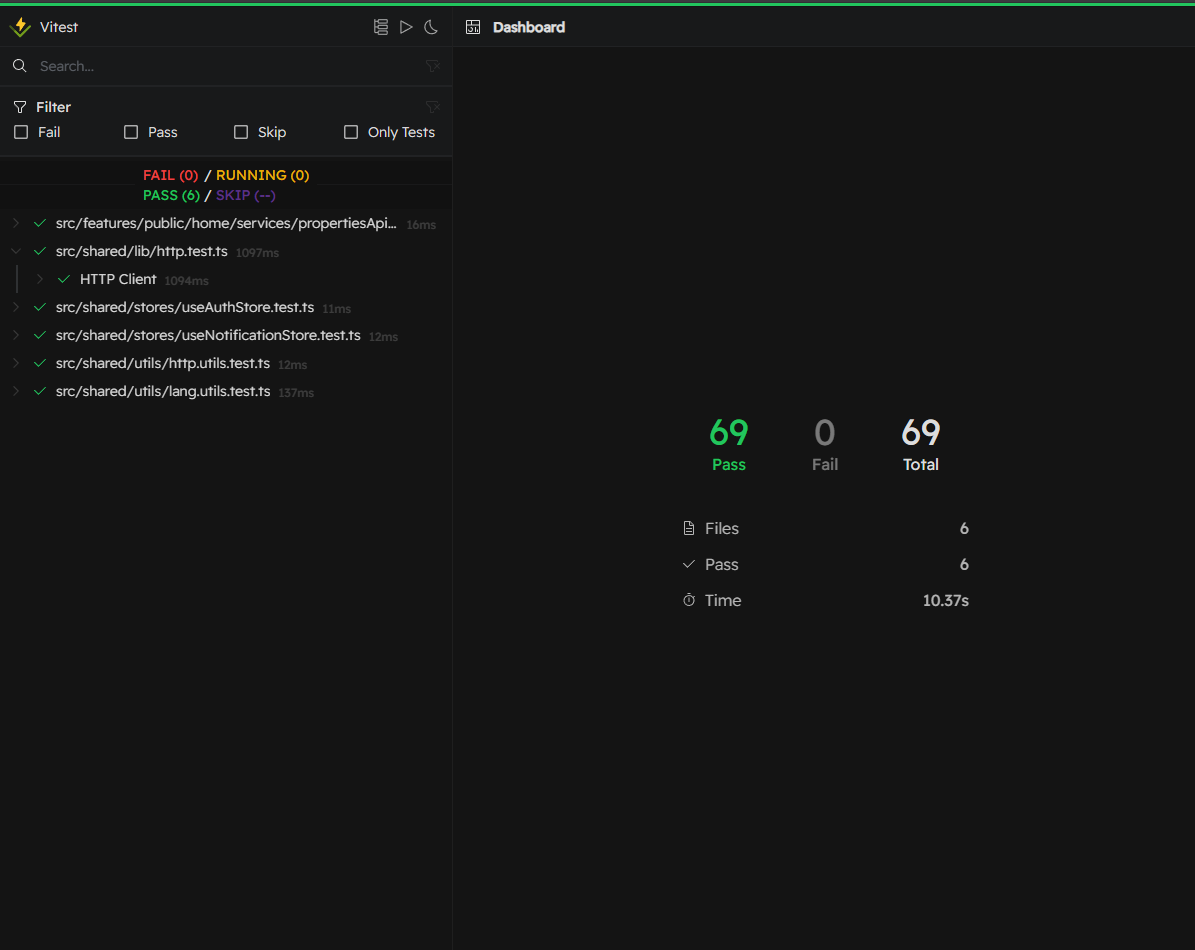 Vitest
Dashboard
Search...
Filter
Fail Pass Skip Only Tests
FAIL (0) / RUNNING (0)
PASS (6) / SKIP (--)
src/features/public/home/services/propertiesApi... 16ms
src/shared/lib/http.test.ts 1097ms
HTTP Client 1094ms
src/shared/stores/useAuthStore.test.ts 11ms
src/shared/stores/useNotificationStore.test.ts 12ms
src/shared/utils/http.utils.test.ts 12ms
src/shared/utils/lang.utils.test.ts 137ms
69 0 69
Pass Fail Total
Files 6
Pass 6
Time 10.37s